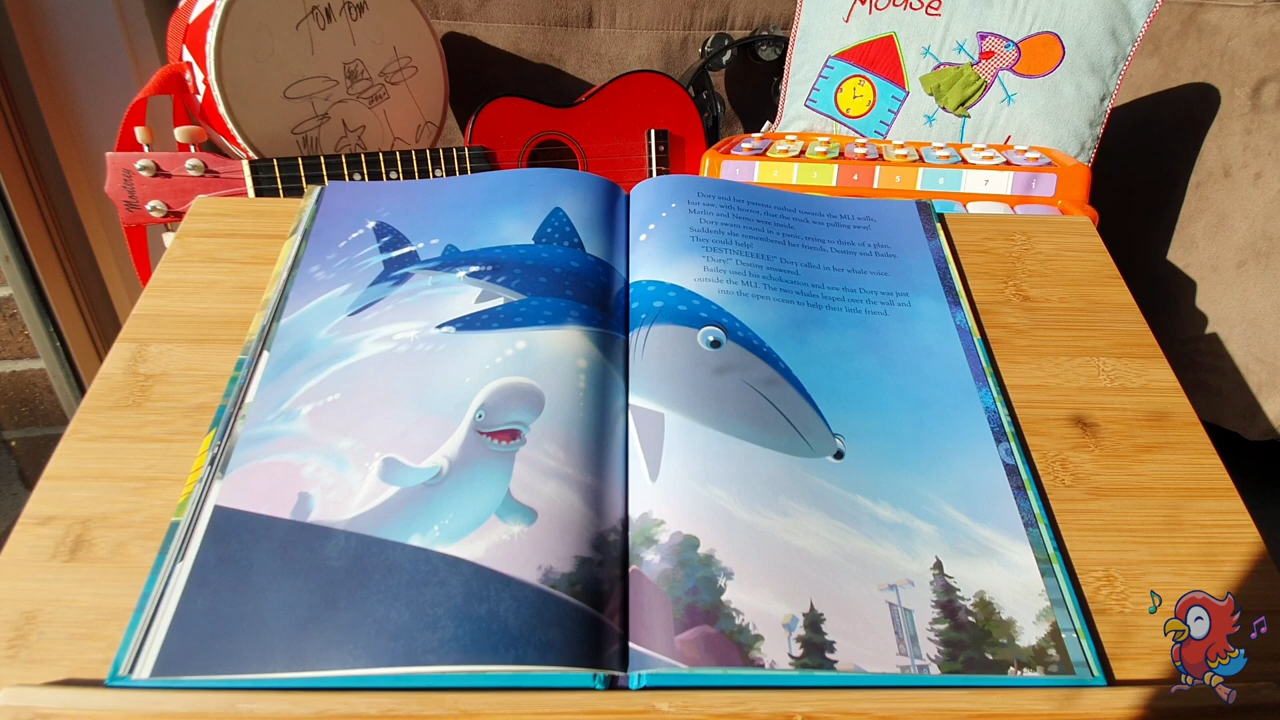 TOM TOM
Mouse
Monterey
1
2
3
4
5
6
7
i
Dory and her parents rushed towards the MLI walls,
but saw, with horror, that the truck was pulling away!
Marlin and Nemo were inside.
Dory swam round in a panic, trying to think of a plan.
Suddenly she remembered her friends, Destiny and Bailey.
They could help!
"DESTINEEEEEE!" Dory called in her whale voice.
"Dory!" Destiny answered.
Bailey used his echolocation and saw that Dory was just
outside the MLI. The two whales leaped over the wall and
into the open ocean to help their little friend.